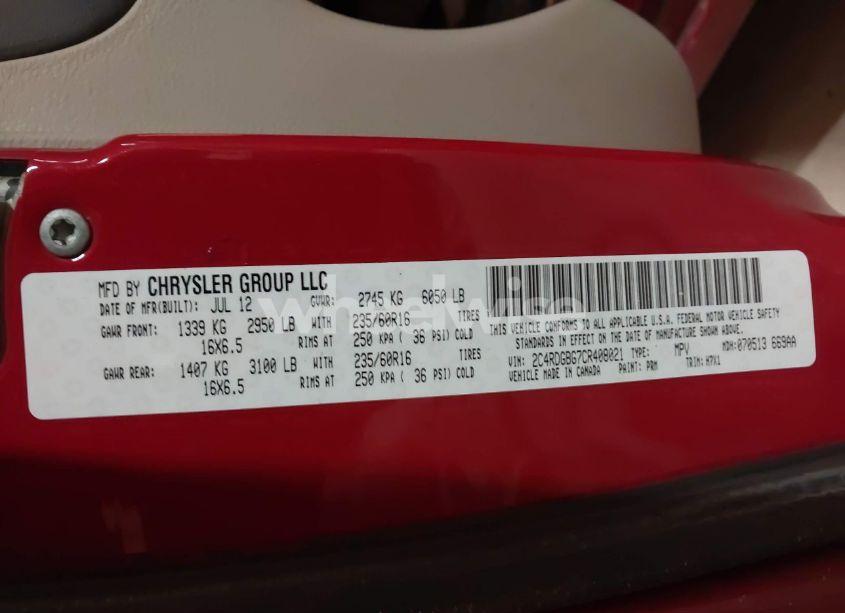 MFD BY CHRYSLER GROUP LLC
DATE OF MFR(BUILT): JUL 12 GVWR: 2745 KG 6050 LB
GAWR FRONT: 1339 KG 2950 LB WITH 235/60R16 TIRES
16X6.5 RIMS AT 250 KPA ( 36 PSI) COLD
GAWR REAR: 1407 KG 3100 LB WITH 235/60R16 TIRES
16X6.5 RIMS AT 250 KPA ( 36 PSI) COLD
THIS VEHICLE CONFORMS TO ALL APPLICABLE U.S.A. FEDERAL MOTOR VEHICLE SAFETY
STANDARDS IN EFFECT ON THE DATE OF MANUFACTURE SHOWN ABOVE.
VIN: 2C4RDGBG7CR408021 TYPE: MPV MDH: 070513 669AA
VEHICLE MADE IN CANADA PAINT: PRM TRIM: H7X1
wheelwise